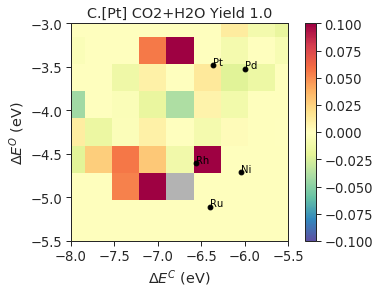 C.[Pt] CO2+H2O Yield 1.0
−3.0
−3.5
−4.0
−4.5
−5.0
−5.5
ΔE^O (eV)
Pt
Pd
Rh
Ni
Ru
−8.0 −7.5 −7.0 −6.5 −6.0 −5.5
ΔE^C (eV)
0.100
0.075
0.050
0.025
0.000
−0.025
−0.050
−0.075
−0.100